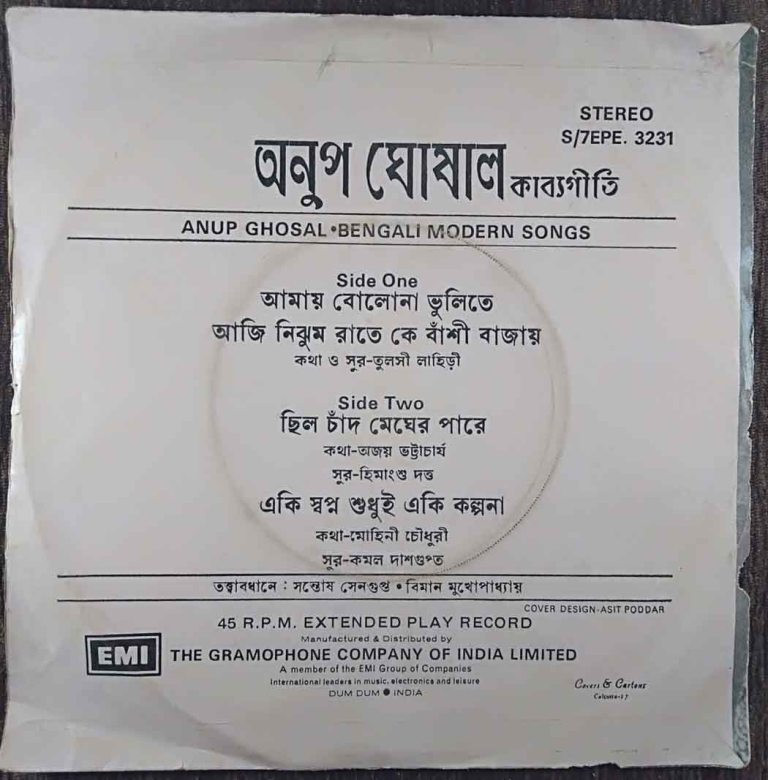 STEREO
S/7EPE. 3231
অনুপ ঘোষাল কাব্যগীতি
ANUP GHOSAL•BENGALI MODERN SONGS
Side One
আমায় বোলোনা ভুলিতে
আজি নিঝুম রাতে কে বাঁশী বাজায়
কথা ও সুর-তুলসী লাহিড়ী
Side Two
ছিল চাঁদ মেঘের পারে
কথা-অজয় ভট্টাচার্য
সুর-হিমাংশু দত্ত
একি স্বপ্ন শুধুই একি কল্পনা
কথা-মোহিনী চৌধুরী
সুর-কমল দাশগুপ্ত
তত্ত্বাবধানে : সন্তোষ সেনগুপ্ত • বিমান মুখোপাধ্যায়
COVER DESIGN-ASIT PODDAR
45 R.P.M. EXTENDED PLAY RECORD
Manufactured & Distributed by
EMI THE GRAMOPHONE COMPANY OF INDIA LIMITED
A member of the EMI Group of Companies
International leaders in music, electronics and leisure
DUM DUM ● INDIA
Covers & Cartons
Calcutta-17